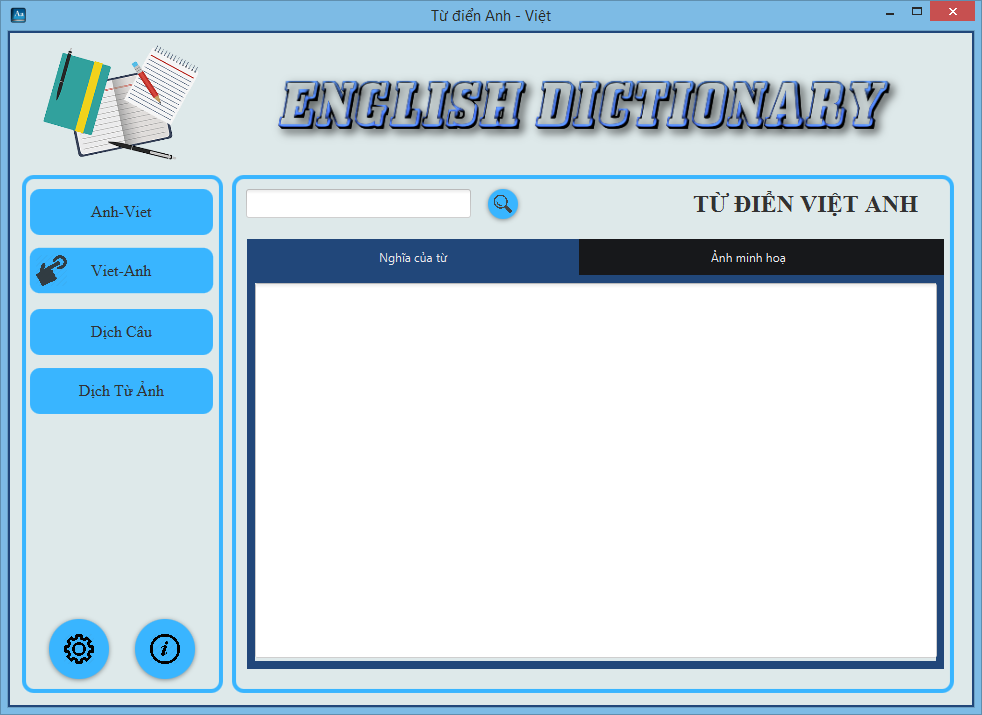 Từ điển Anh - Việt
ENGLISH DICTIONARY
Anh-Viet
Viet-Anh
Dịch Câu
Dịch Từ Ảnh
TỪ ĐIỂN VIỆT ANH
Nghĩa của từ
Ảnh minh hoạ